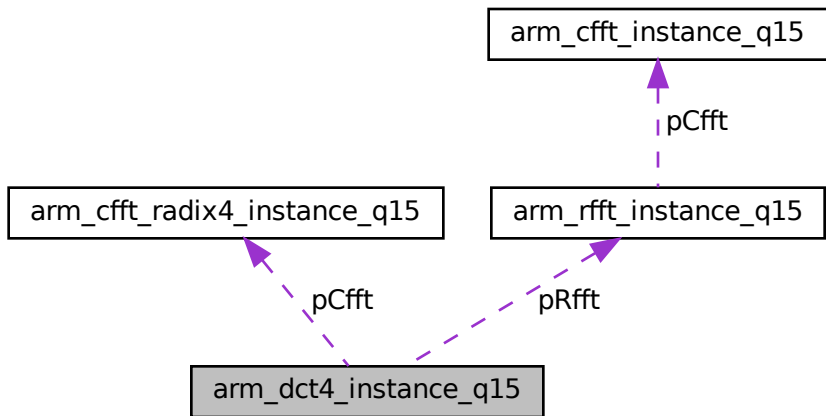 arm_cfft_instance_q15
pCfft
arm_cfft_radix4_instance_q15
arm_rfft_instance_q15
pCfft
pRfft
arm_dct4_instance_q15